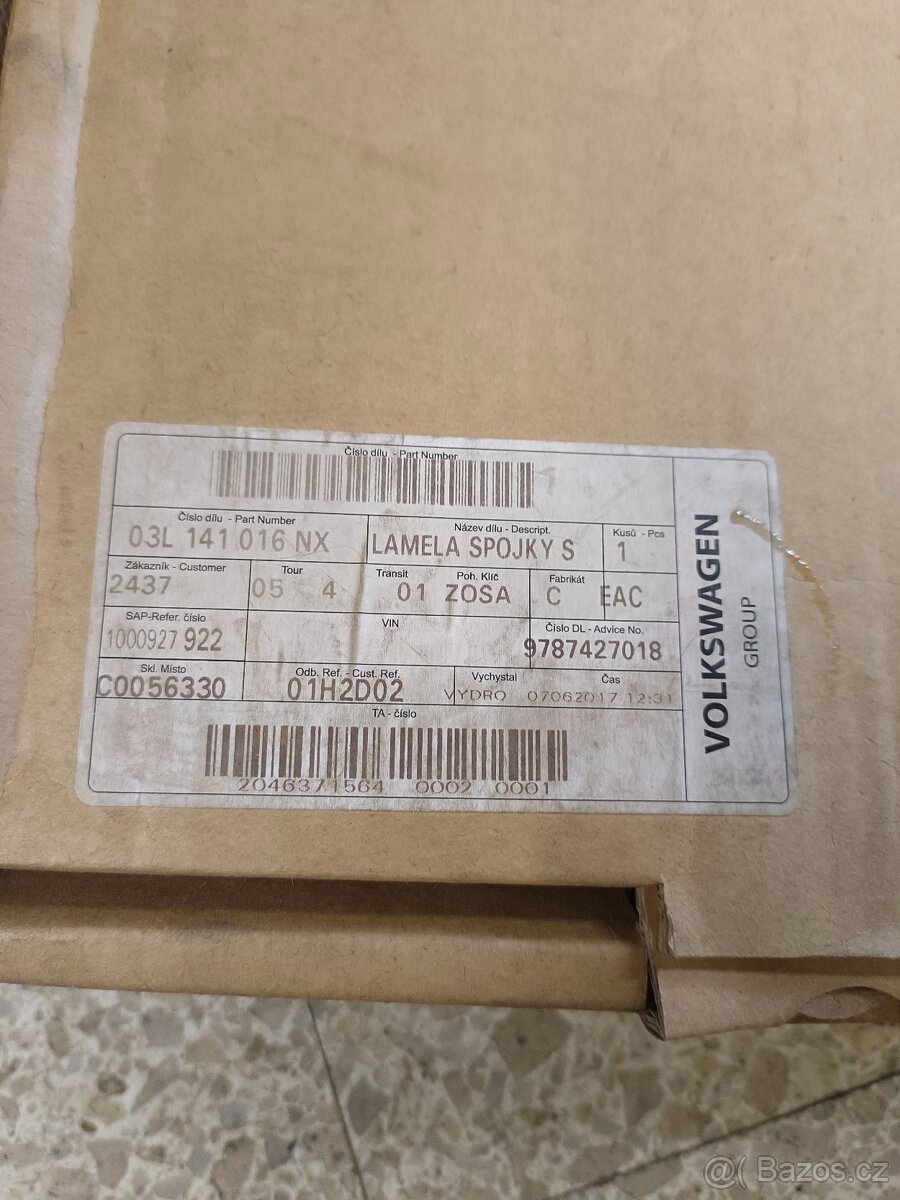 Číslo dílu - Part Number
1
Číslo dílu - Part Number
03L 141 016 NX
Název dílu - Descript.
LAMELA SPOJKY S
Kusů - Pcs
1
Zákazník - Customer
2437
Tour
05 4
Transit
01
Poh. Klíč
ZOSA
Fabrikát
C EAC
SAP-Refer. číslo
1000927 922
VIN
Číslo DL - Advice No.
9787427018
Skl. Místo
C0056330
Odb. Ref. - Cust. Ref.
01H2D02
Vychystal
VYDRO
Čas
07062017 12:31
TA - číslo
2046371564 0002 0001
VOLKSWAGEN
GROUP
@( Bazos.cz